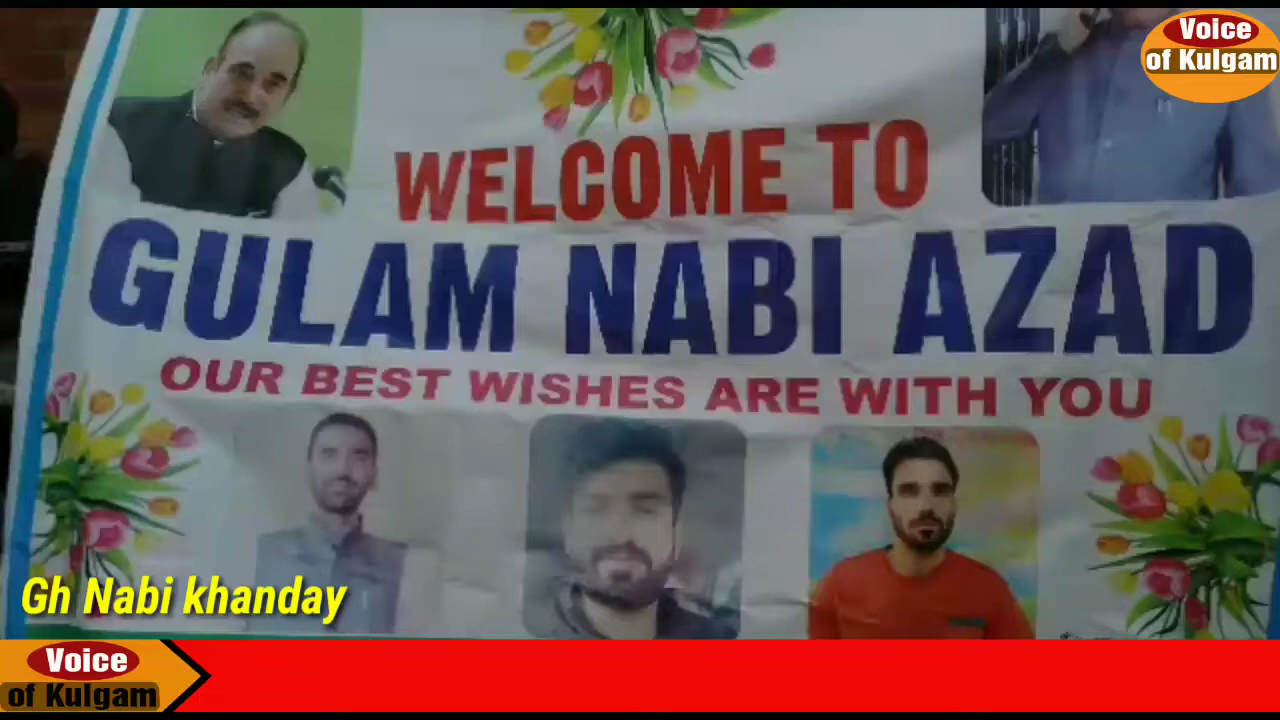 Voice
of Kulgam
WELCOME TO
GULAM NABI AZAD
OUR BEST WISHES ARE WITH YOU
Gh Nabi khanday
Voice
of Kulgam